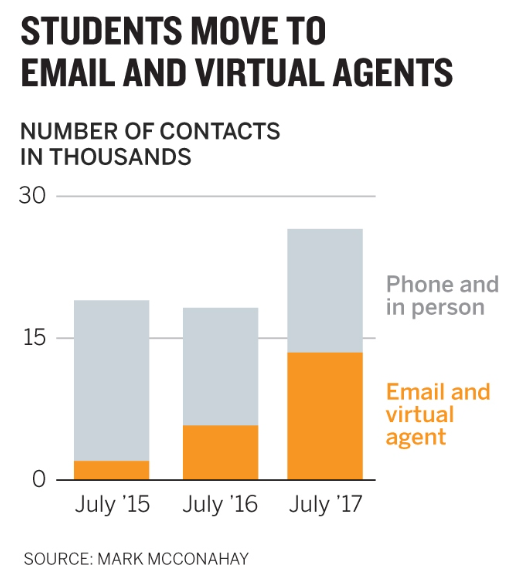 STUDENTS MOVE TO
EMAIL AND VIRTUAL AGENTS
NUMBER OF CONTACTS
IN THOUSANDS
30
15
0
Phone and
in person
Email and
virtual
agent
July ’15
July ’16
July ’17
SOURCE: MARK MCCONAHAY